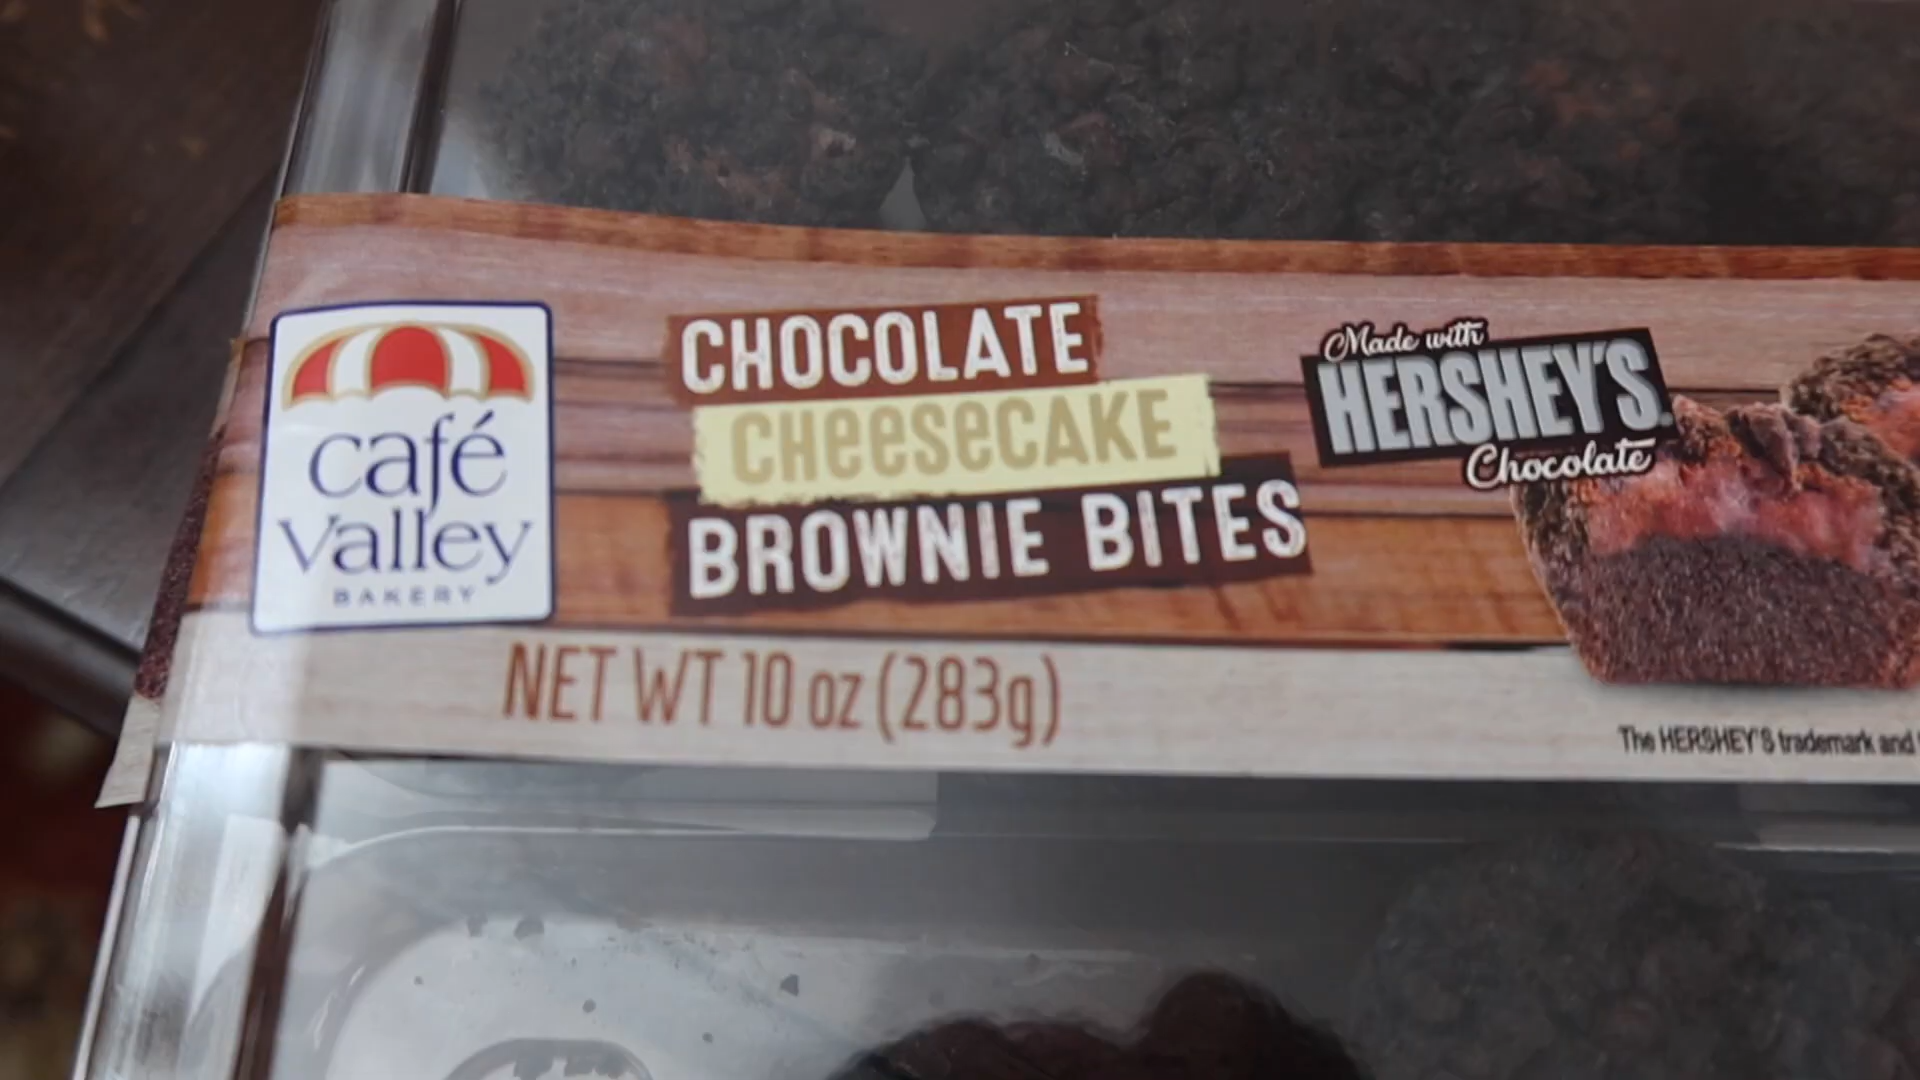 café
Valley
BAKERY
CHOCOLATE
CHeeseCAKE
BROWNIE BITES
Made with
HERSHEY'S
Chocolate
NET WT 10 oz (283g)
The HERSHEY'S trademark and